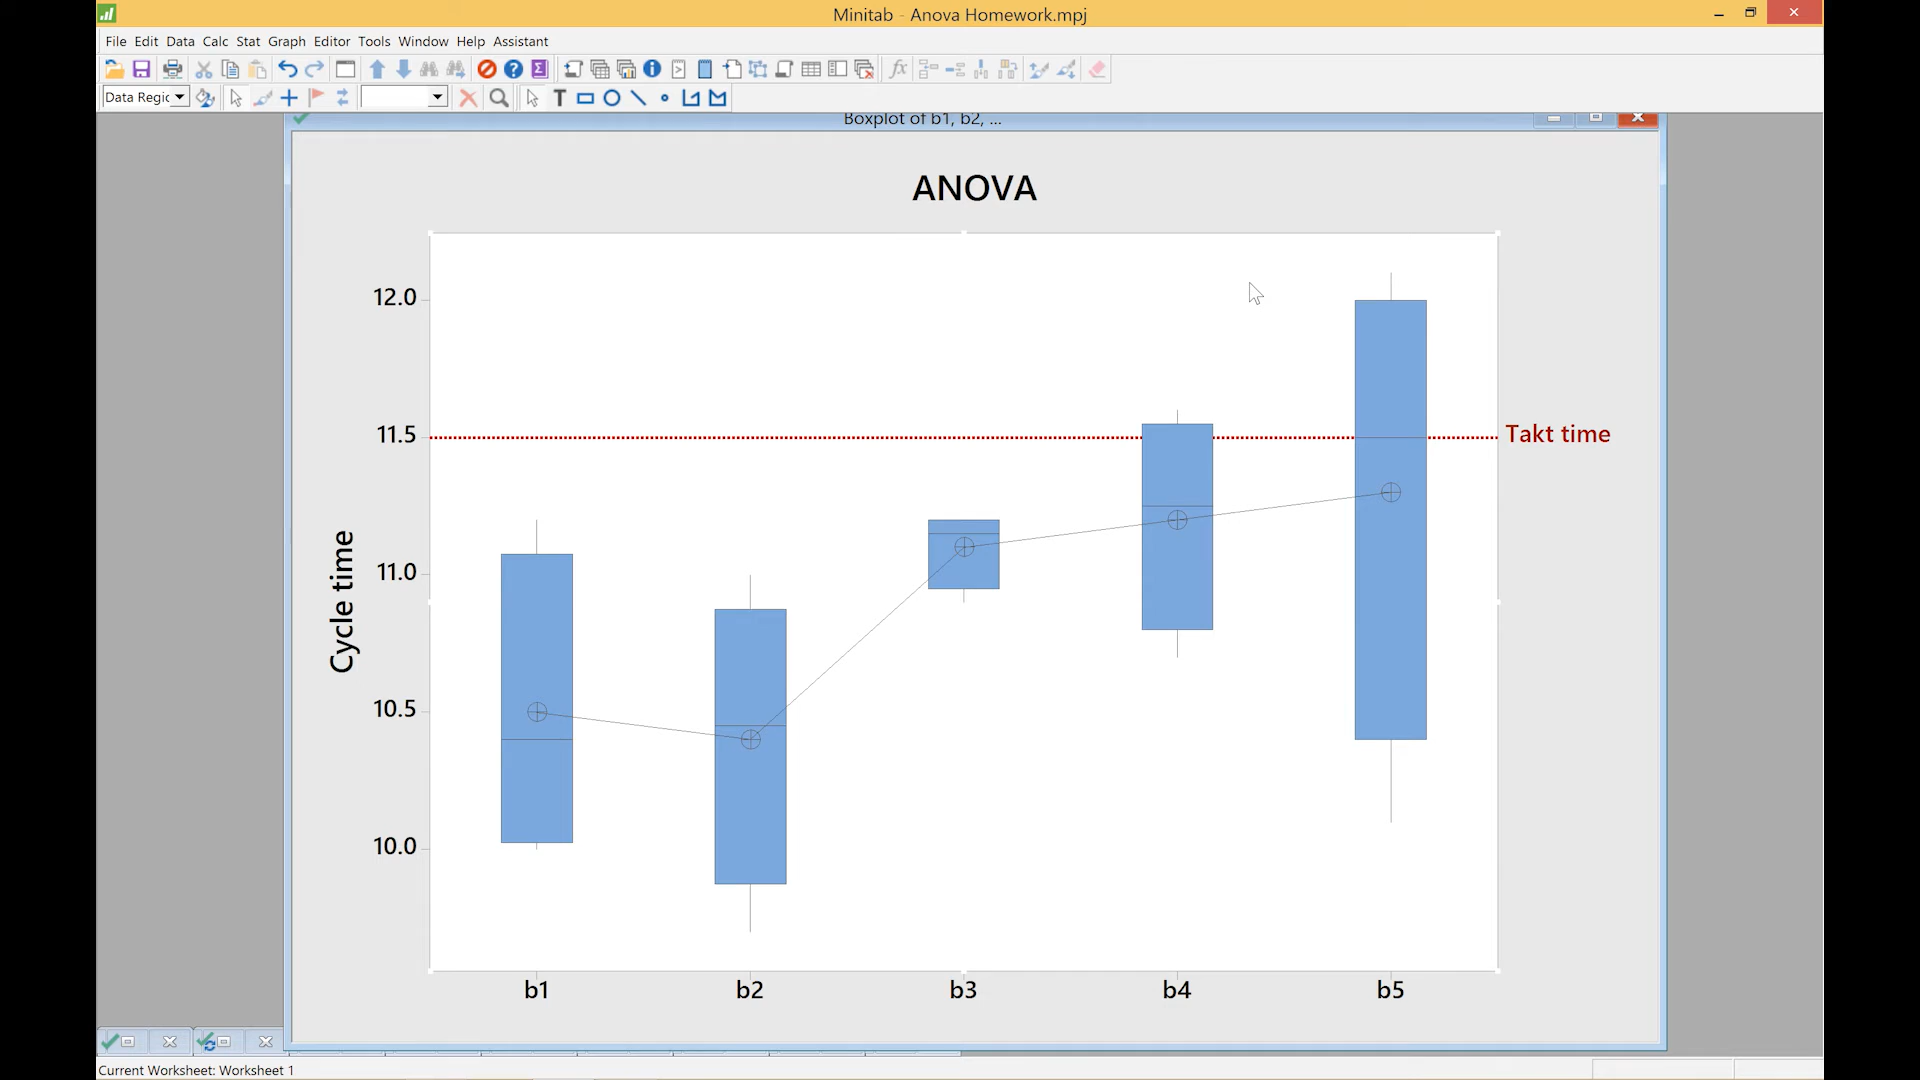 Minitab - Anova Homework.mpj
File Edit Data Calc Stat Graph Editor Tools Window Help Assistant
Data Regic
Boxplot of b1, b2, ...
ANOVA
12.0
11.5
Takt time
11.0
10.5
10.0
Cycle time
b1 b2 b3 b4 b5
Current Worksheet: Worksheet 1